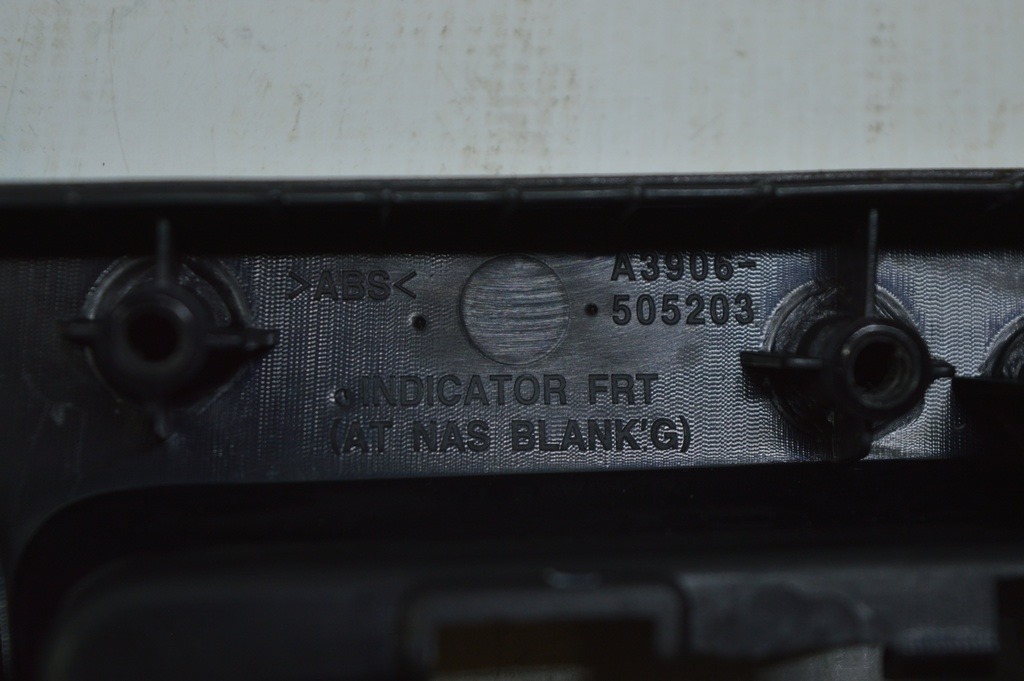 >ABS<
A3906-
505203
INDICATOR FRT
(AT NAS BLANK'G)